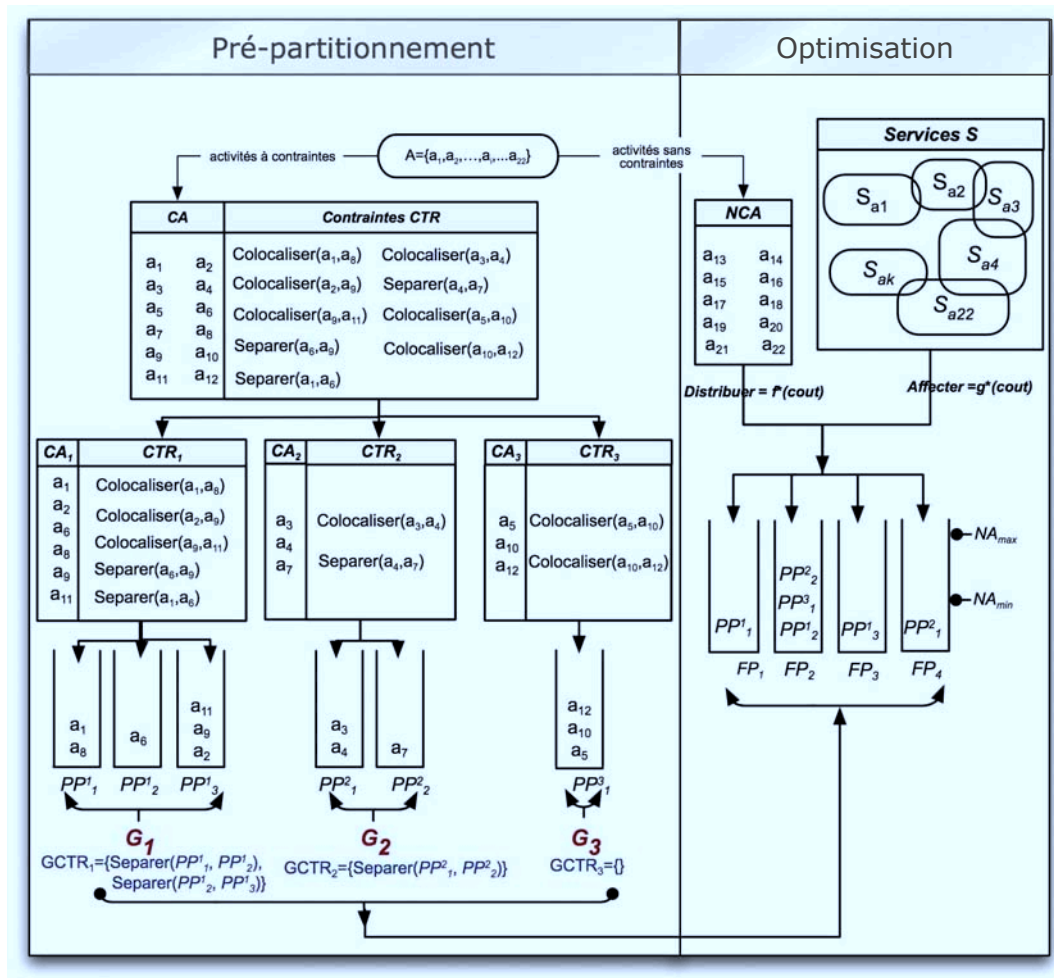 Pré-partitionnement
Optimisation
activités à contraintes
A={a₁,a₂,...,aᵢ,...a₂₂}
activités sans
contraintes
Services S
Sa1
Sa2
Sa3
Sa4
Sak
Sa22
CA Contraintes CTR
a₁ a₂ Colocaliser(a₁,a₈) Colocaliser(a₃,a₄)
a₃ a₄ Colocaliser(a₂,a₉) Separer(a₄,a₇)
a₅ a₆ Colocaliser(a₉,a₁₁) Colocaliser(a₅,a₁₀)
a₇ a₈ Separer(a₆,a₉) Colocaliser(a₁₀,a₁₂)
a₉ a₁₀ Separer(a₁,a₆)
a₁₁ a₁₂
NCA
a₁₃ a₁₄
a₁₅ a₁₆
a₁₇ a₁₈
a₁₉ a₂₀
a₂₁ a₂₂
Distribuer = f*(cout)
Affecter =g*(cout)
CA₁ CTR₁
a₁ Colocaliser(a₁,a₈)
a₂ Colocaliser(a₂,a₉)
a₆ Colocaliser(a₉,a₁₁)
a₈ Separer(a₆,a₉)
a₉ Separer(a₁,a₆)
a₁₁
CA₂ CTR₂
a₃ Colocaliser(a₃,a₄)
a₄ Separer(a₄,a₇)
a₇
CA₃ CTR₃
a₅ Colocaliser(a₅,a₁₀)
a₁₀ Colocaliser(a₁₀,a₁₂)
a₁₂
a₁
a₈
a₆
a₁₁
a₉
a₂
a₃
a₄
a₇
a₁₂
a₁₀
a₅
PP¹₁ PP¹₂ PP¹₃
PP²₁ PP²₂
PP³₁
G₁
G₂
G₃
GCTR₁={Separer(PP¹₁, PP¹₂),
Separer(PP¹₂, PP¹₃)}
GCTR₂={Separer(PP²₁, PP²₂)}
GCTR₃={}
PP¹₁
PP²₂
PP³₁
PP¹₂
PP¹₃
PP²₁
NAmax
NAmin
FP₁ FP₂ FP₃ FP₄